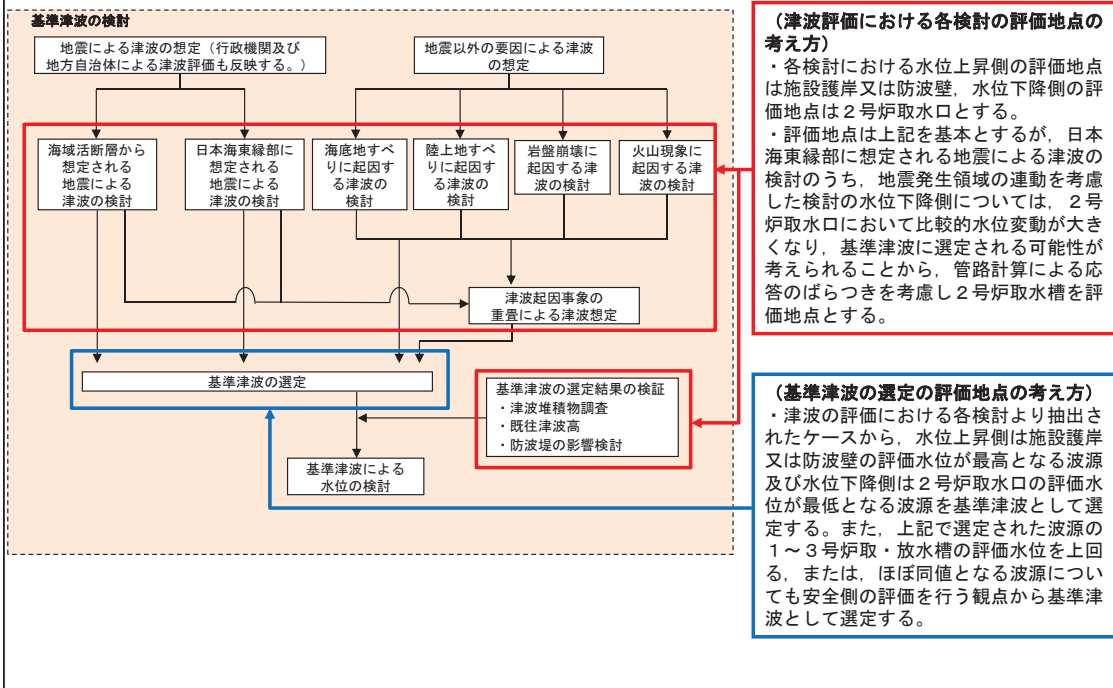 基準津波の検討
地震による津波の想定（行政機関及び
地方自治体による津波評価も反映する。）
地震以外の要因による津波
の想定
海域活断層から
想定される
地震による
津波の検討
日本海東縁部に
想定される
地震による
津波の検討
海底地すべ
りに起因す
る津波の
検討
陸上地すべ
りに起因す
る津波の
検討
岩盤崩壊に
起因する津
波の検討
火山現象に
起因する津
波の検討
津波起因事象の
重畳による津波想定
基準津波の選定
基準津波の選定結果の検証
・津波堆積物調査
・既往津波高
・防波堤の影響検討
基準津波による
水位の検討
（津波評価における各検討の評価地点の
考え方）
・各検討における水位上昇側の評価地点
は施設護岸又は防波壁，水位下降側の評
価地点は２号炉取水口とする。
・評価地点は上記を基本とするが，日本
海東縁部に想定される地震による津波の
検討のうち，地震発生領域の連動を考慮
した検討の水位下降側については，２号
炉取水口において比較的水位変動が大き
くなり，基準津波に選定される可能性が
考えられることから，管路計算による応
答のばらつきを考慮し２号炉取水槽を評
価地点とする。
（基準津波の選定の評価地点の考え方）
・津波の評価における各検討より抽出さ
れたケースから，水位上昇側は施設護岸
又は防波壁の評価水位が最高となる波源
及び水位下降側は２号炉取水口の評価水
位が最低となる波源を基準津波として選
定する。また，上記で選定された波源の
１～３号炉取・放水槽の評価水位を上回
る，または，ほぼ同値となる波源につい
ても安全側の評価を行う観点から基準津
波として選定する。